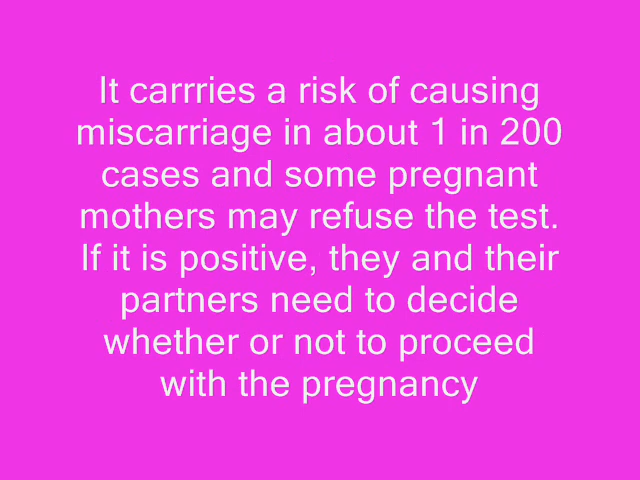 It carrries a risk of causing
miscarriage in about 1 in 200
cases and some pregnant
mothers may refuse the test.
If it is positive, they and their
partners need to decide
whether or not to proceed
with the pregnancy